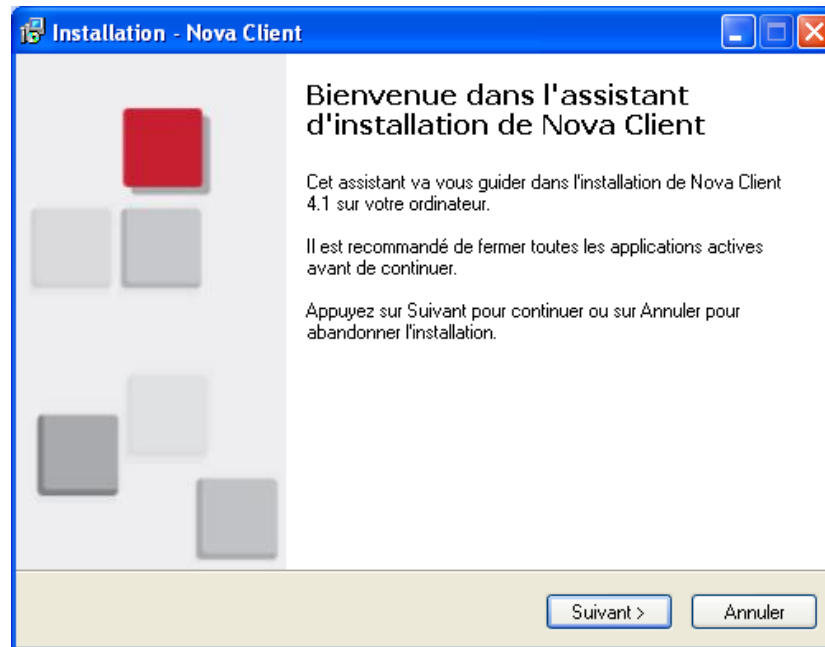 Installation - Nova Client
Bienvenue dans l'assistant
d'installation de Nova Client
Cet assistant va vous guider dans l'installation de Nova Client
4.1 sur votre ordinateur.
Il est recommandé de fermer toutes les applications actives
avant de continuer.
Appuyez sur Suivant pour continuer ou sur Annuler pour
abandonner l'installation.
Suivant > Annuler